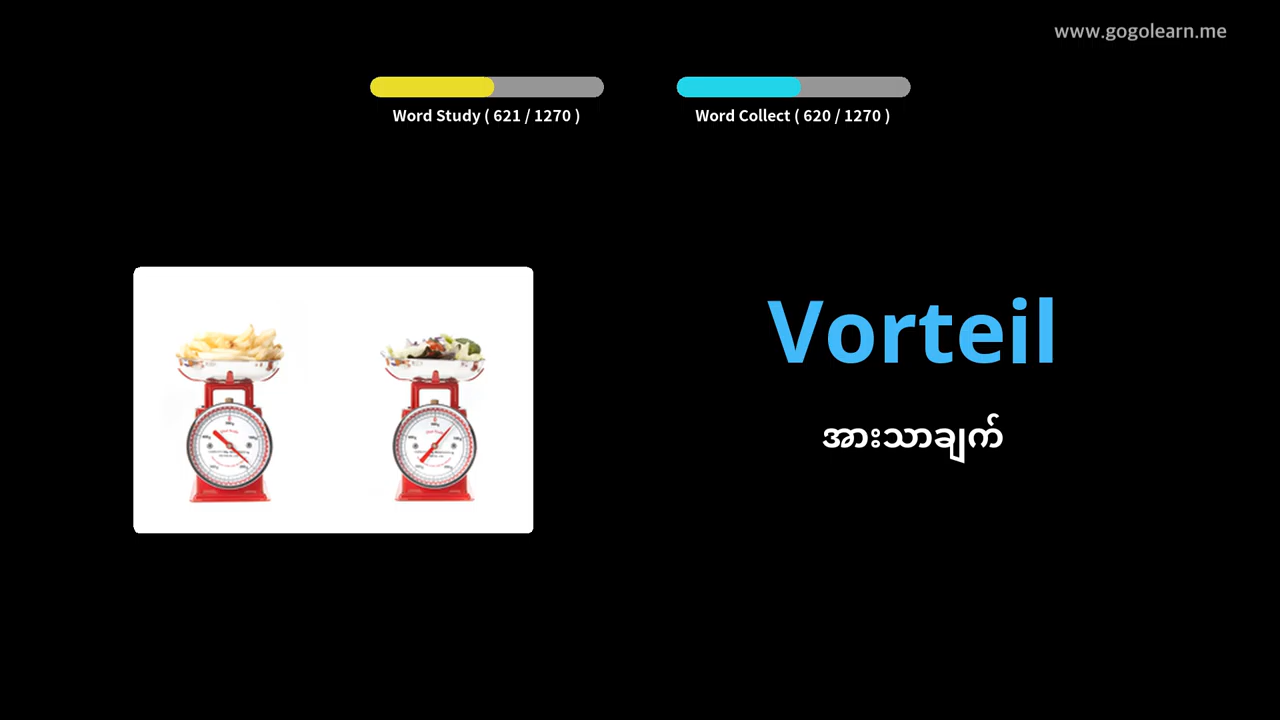 www.gogolearn.me
Word Study ( 621 / 1270 )
Word Collect ( 620 / 1270 )
Vorteil
အားသာချက်